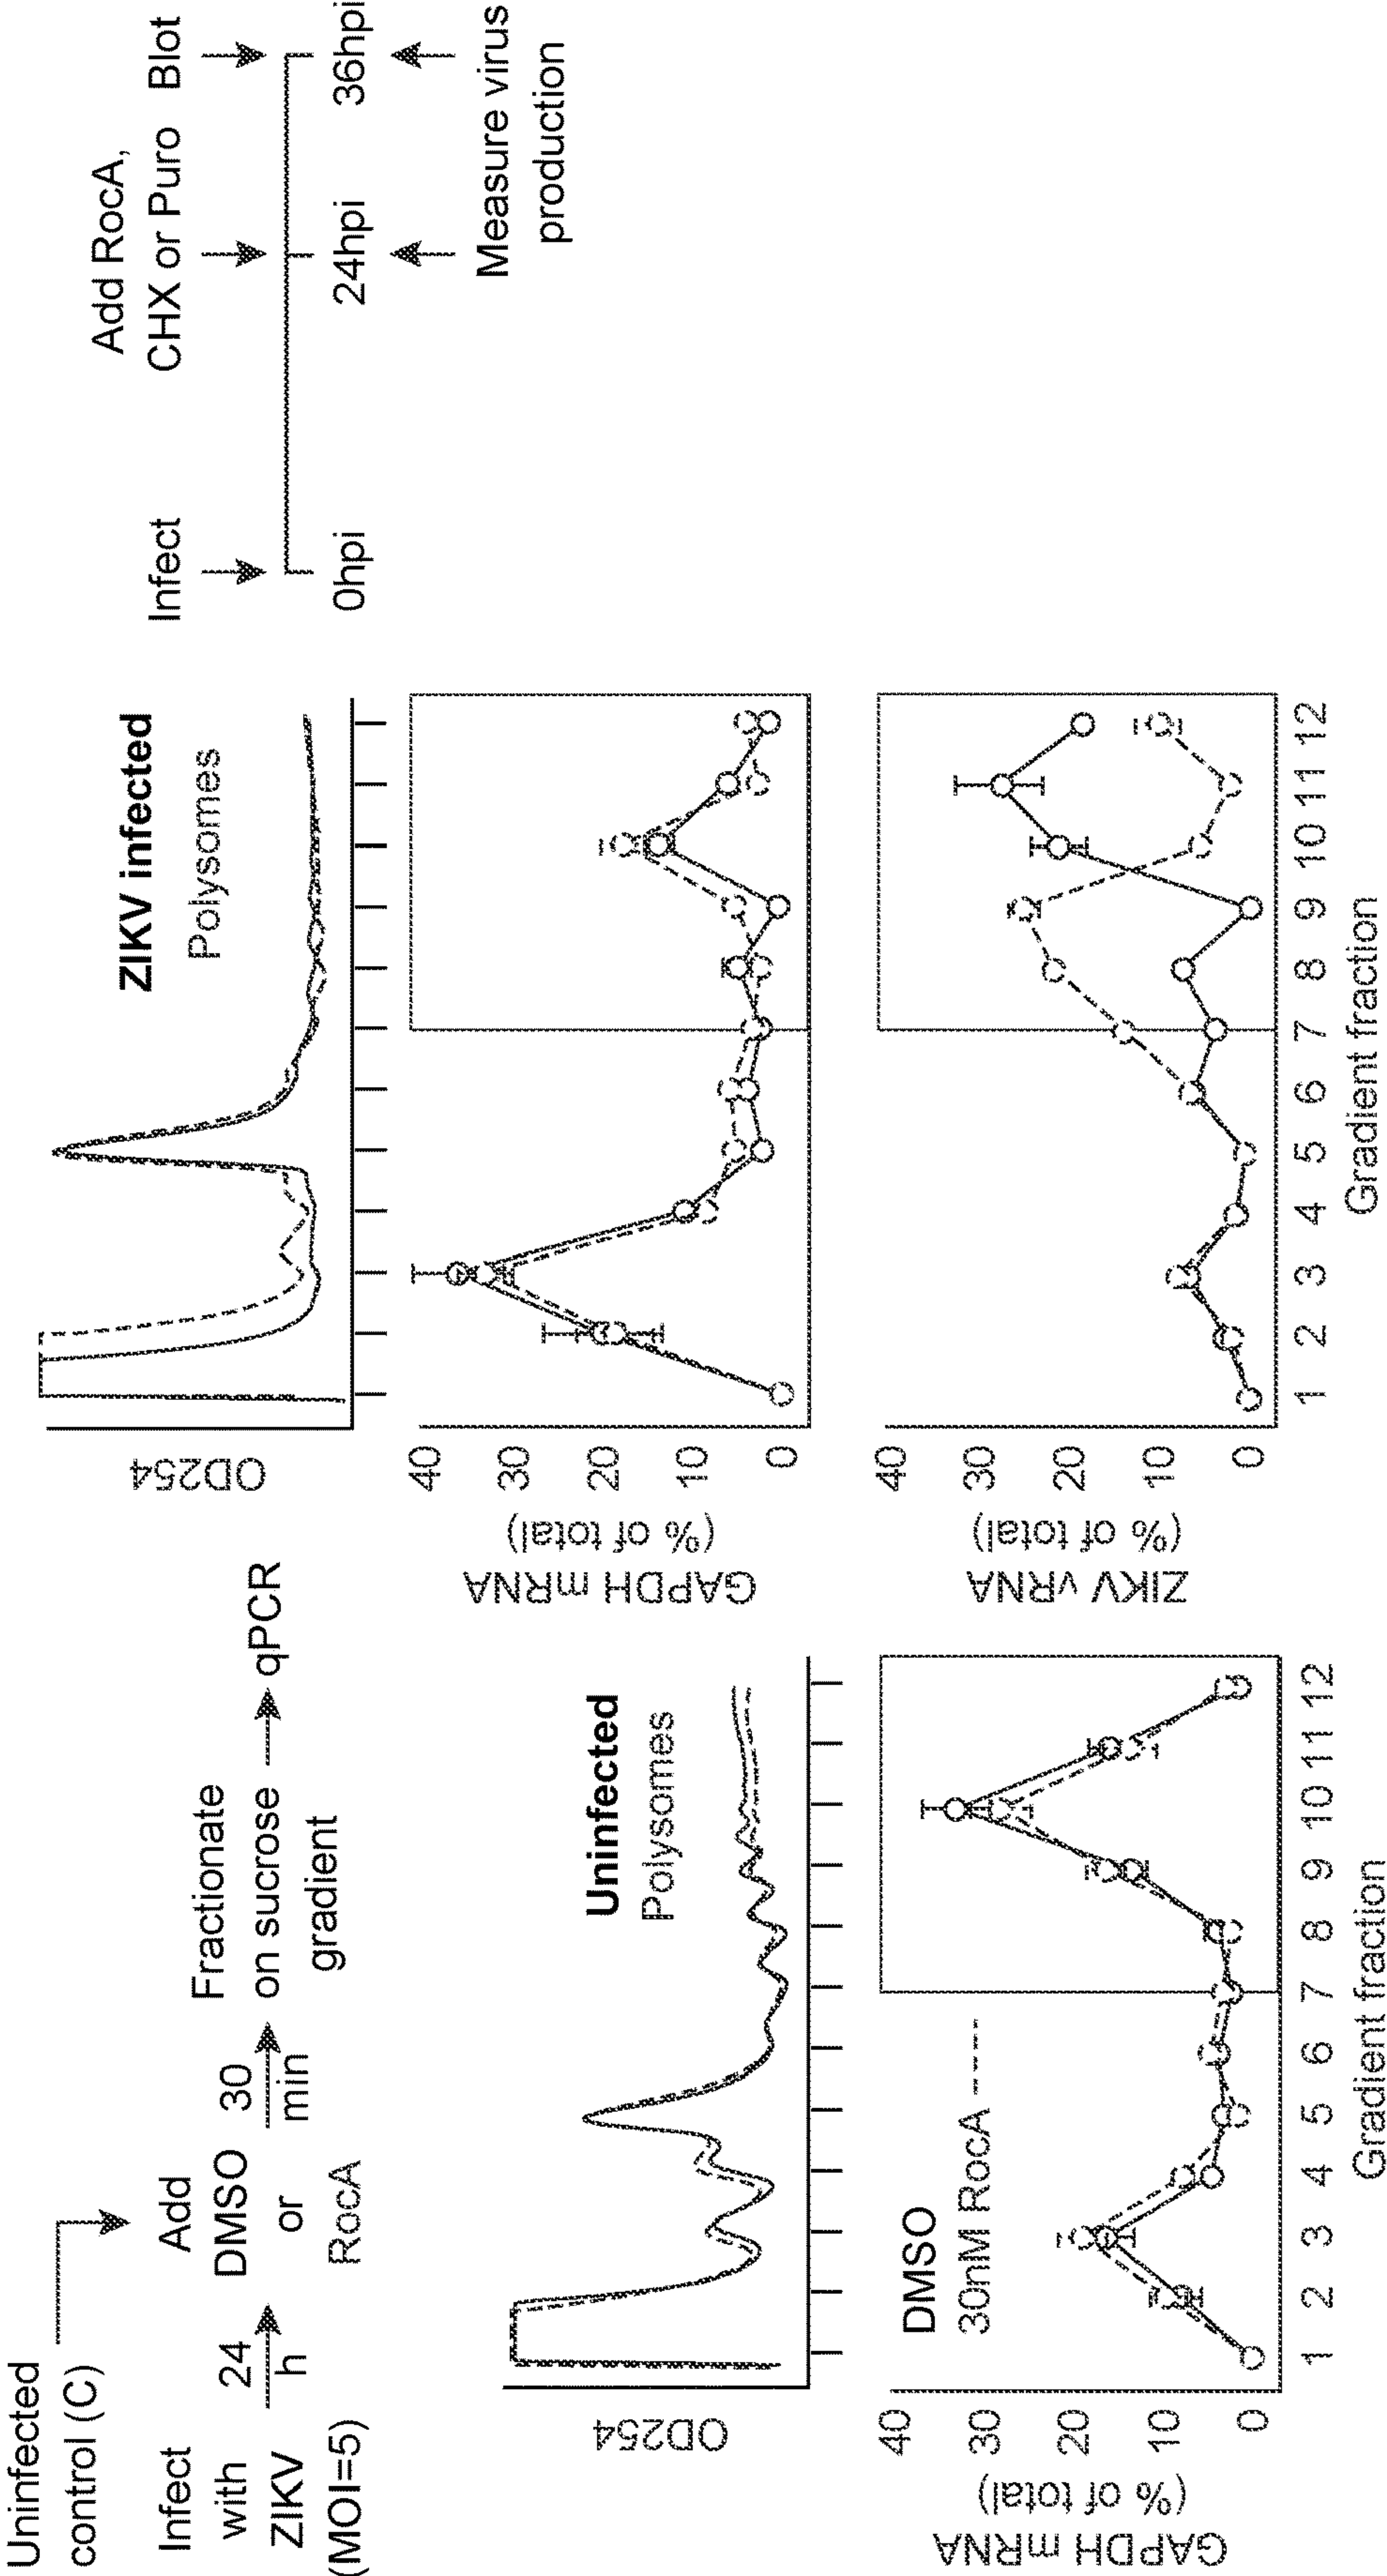 Uninfected
control (C)
Infect
with
ZIKV
(MOI=5)
24
h
Add
DMSO
or
RocA
30
min
Fractionate
on sucrose
gradient
qPCR
Uninfected
Polysomes
OD254
DMSO
30nM RocA
GAPDH mRNA
(% of total)
40
30
20
10
0
1 2 3 4 5 6 7 8 9 10 11 12
Gradient fraction
ZIKV infected
Polysomes
OD254
GAPDH mRNA
(% of total)
40
30
20
10
0
ZIKV vRNA
(% of total)
40
30
20
10
0
1 2 3 4 5 6 7 8 9 10 11 12
Gradient fraction
Infect
Add RocA,
CHX or Puro
Blot
0hpi
24hpi
36hpi
Measure virus
production